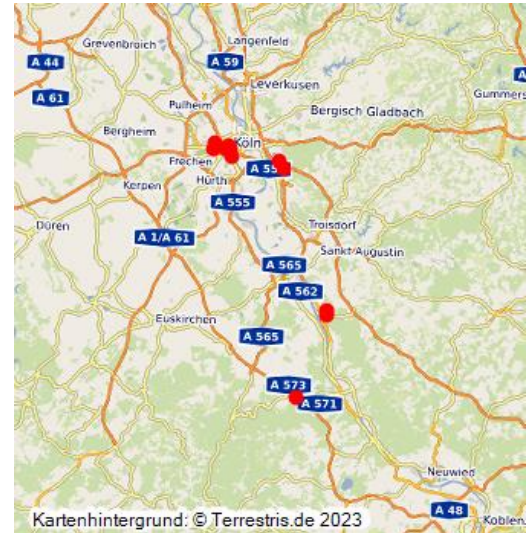 Grevenbroich
Langenfeld
A 44
A 59
A 61
Leverkusen
Gummers
Pulheim
Bergisch Gladbach
Bergheim
Köln
Frechen
A 55
Kerpen
Hürth
A 555
Düren
Troisdorf
A 1/A 61
Sankt Augustin
A 565
A 562
Euskirchen
A 565
A 573
A 571
Neuwied
A 48
Koblen
Kartenhintergrund: © Terrestris.de 2023